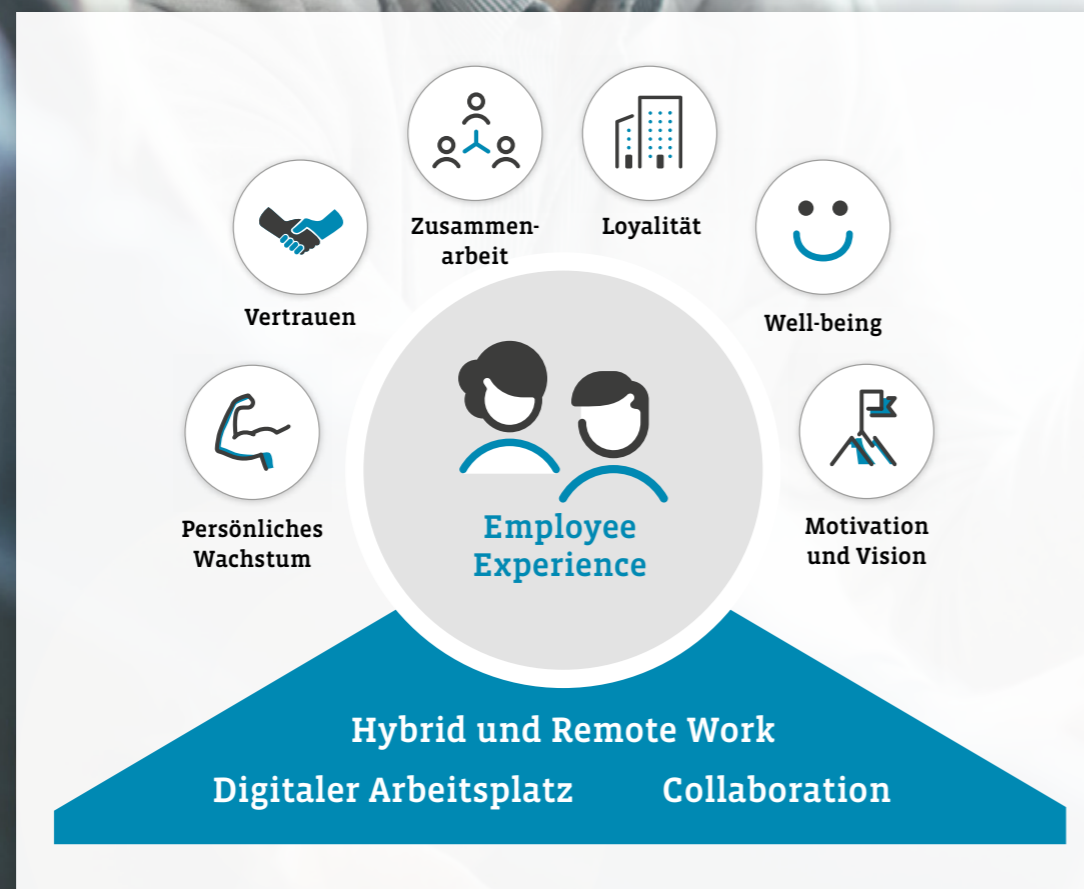 Zusammen-
arbeit
Loyalität
Vertrauen
Well-being
Persönliches
Wachstum
Employee
Experience
Motivation
und Vision
Hybrid und Remote Work
Digitaler Arbeitsplatz
Collaboration